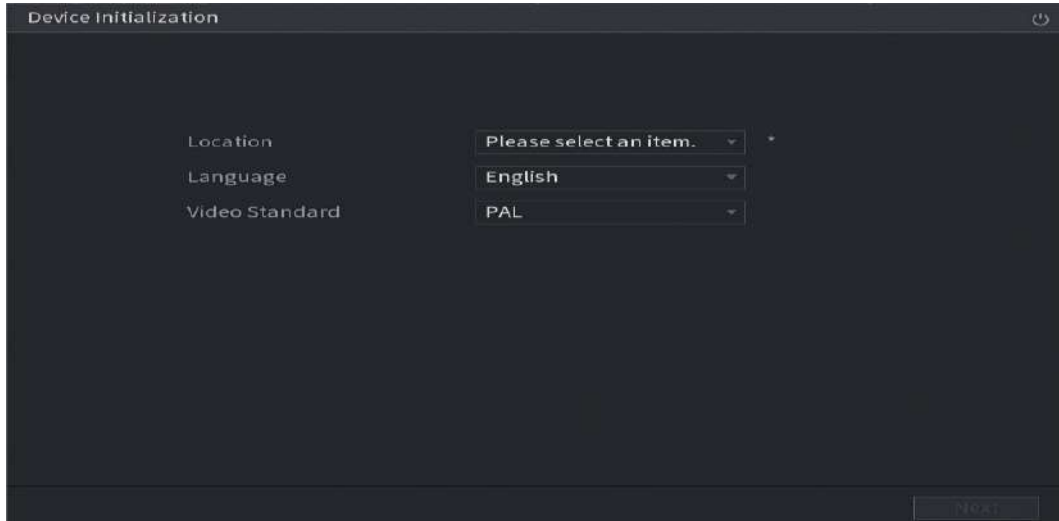 Device Initialization
Location Please select an item. *
Language English
Video Standard PAL
Next